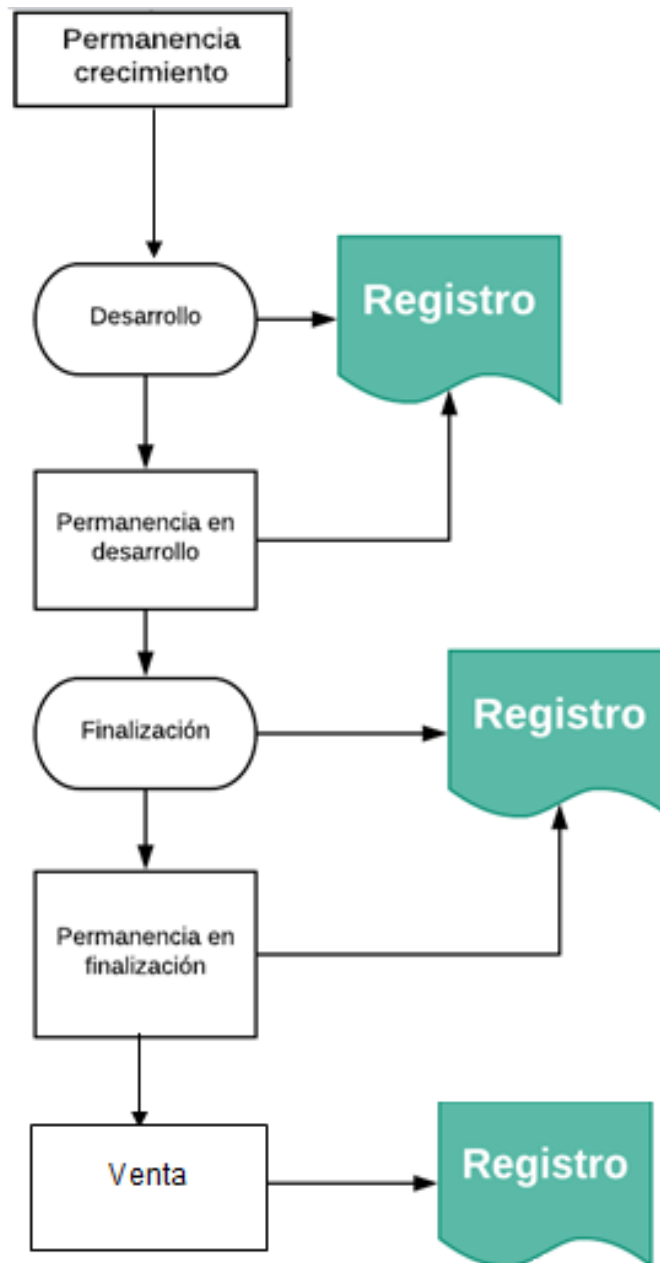 Permanencia
crecimiento
Desarrollo
Registro
Permanencia en
desarrollo
Finalización
Registro
Permanencia en
finalización
Venta
Registro